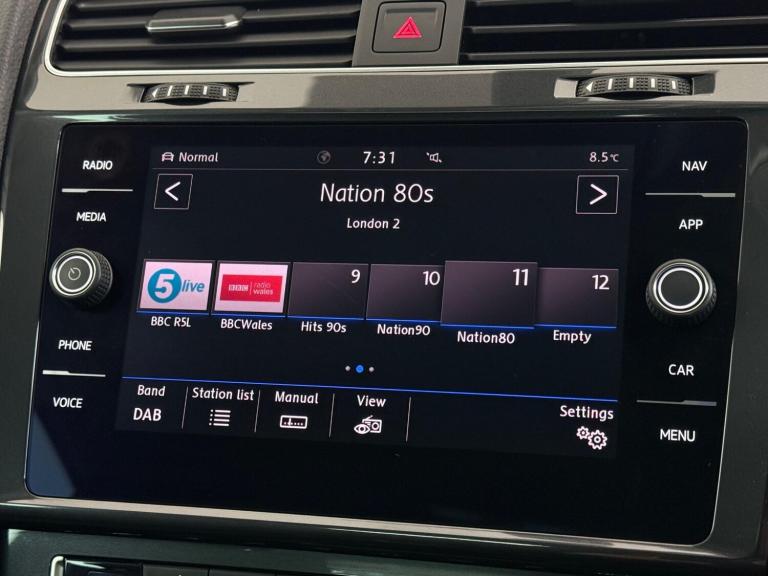 RADIO
MEDIA
PHONE
VOICE
Normal
7:31
8.5°C
<
Nation 80s
>
London 2
5 live
BBC radio wales
9
10
11
12
BBC R5L
BBCWales
Hits 90s
Nation90
Nation80
Empty
Band
DAB
Station list
Manual
View
Settings
NAV
APP
CAR
MENU